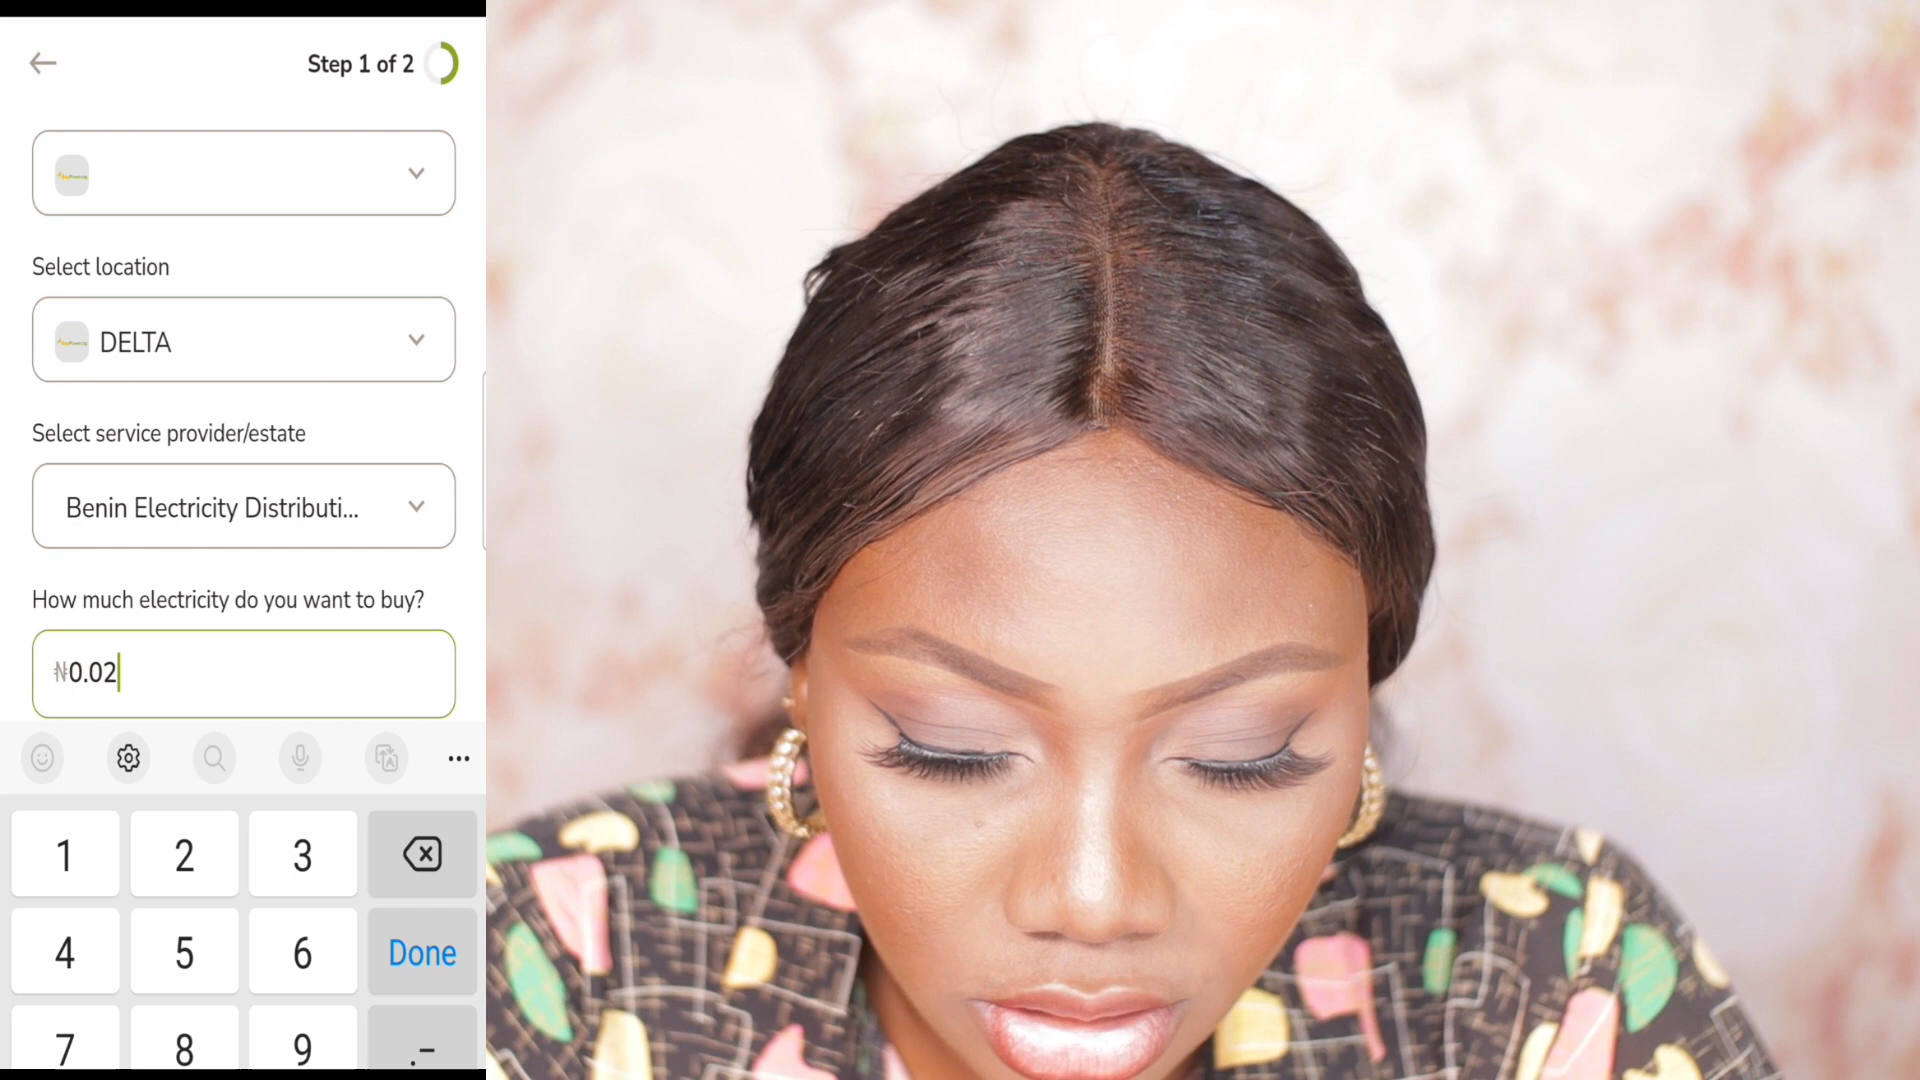 Step 1 of 2
Select location
DELTA
Select service provider/estate
Benin Electricity Distributi...
How much electricity do you want to buy?
₦0.02
1 2 3
4 5 6 Done
7 8 9 .-